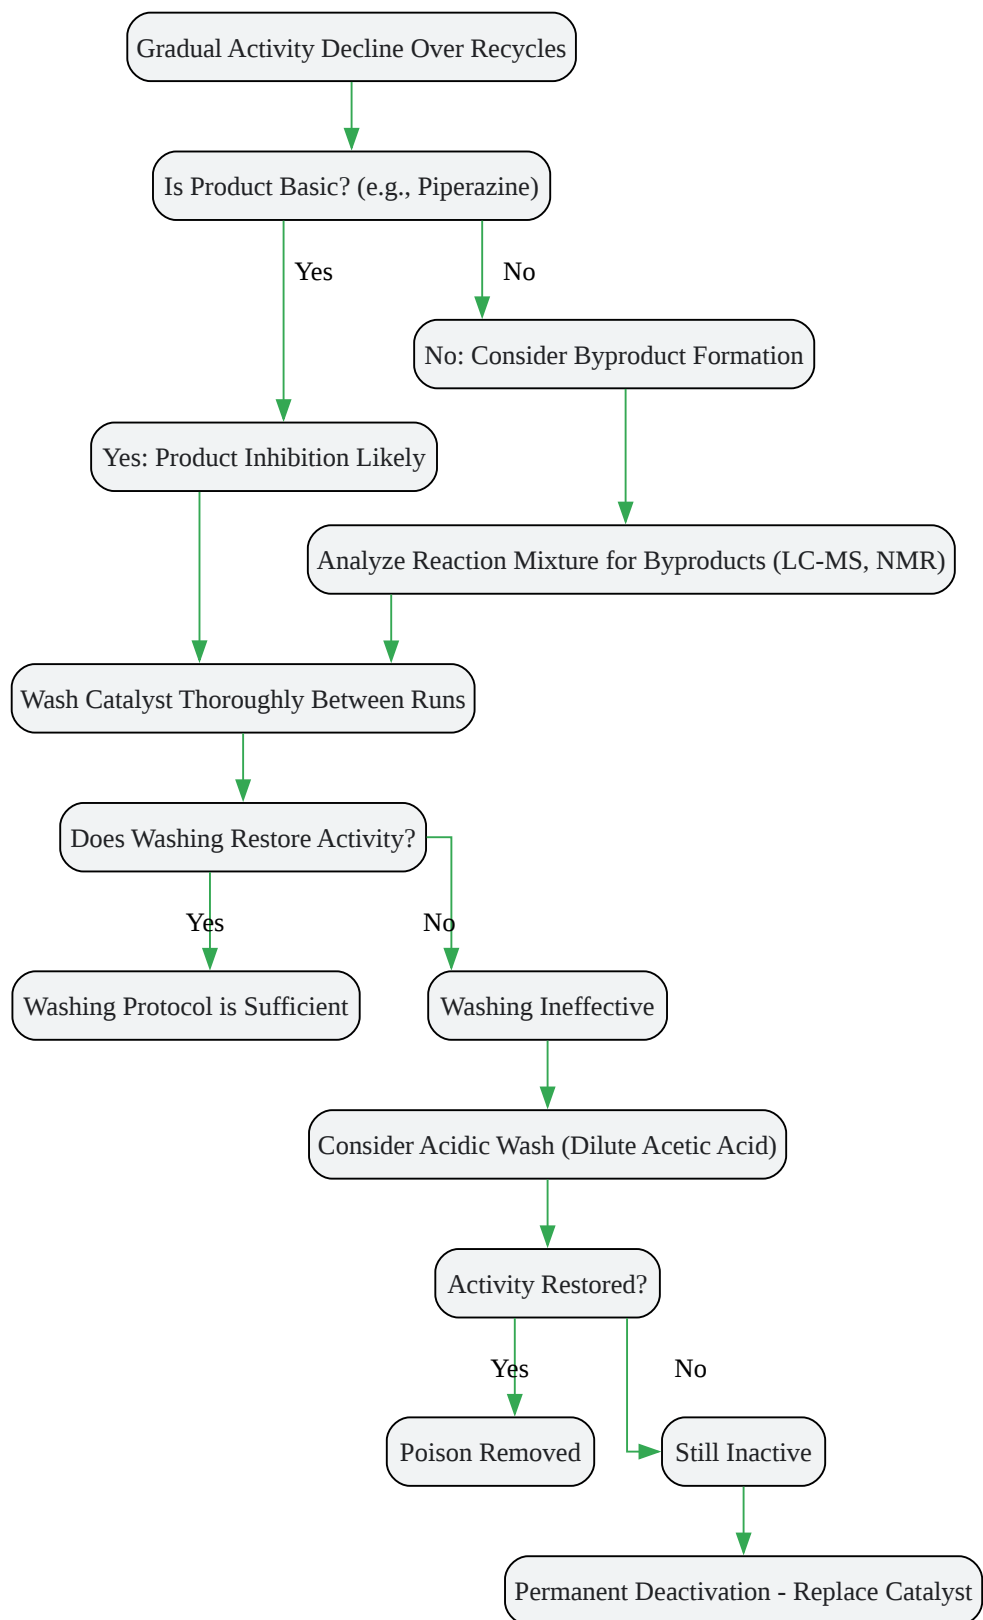 Gradual Activity Decline Over Recycles
Is Product Basic? (e.g., Piperazine)
Yes
No
No: Consider Byproduct Formation
Yes: Product Inhibition Likely
Analyze Reaction Mixture for Byproducts (LC-MS, NMR)
Wash Catalyst Thoroughly Between Runs
Does Washing Restore Activity?
Yes
No
Washing Protocol is Sufficient
Washing Ineffective
Consider Acidic Wash (Dilute Acetic Acid)
Activity Restored?
Yes
No
Poison Removed
Still Inactive
Permanent Deactivation - Replace Catalyst